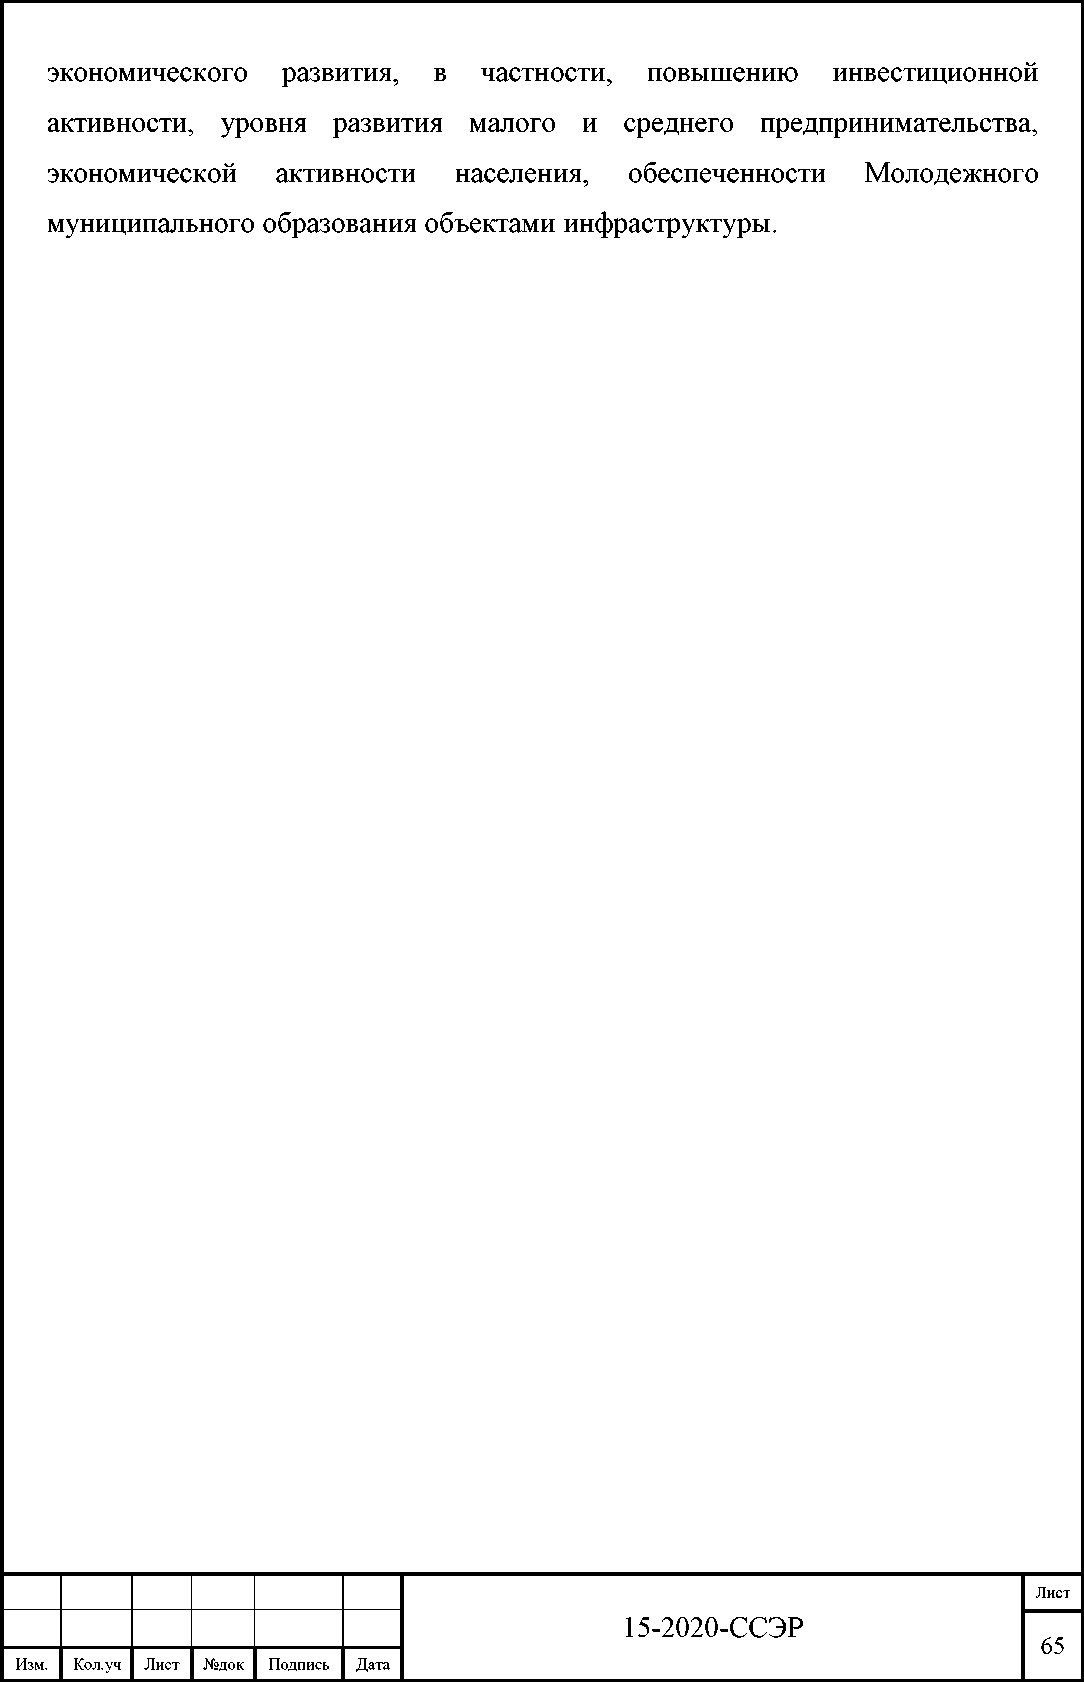 экономического развития, в частности, повышению инвестиционной
активности, уровня развития малого и среднего предпринимательства,
экономической активности населения, обеспеченности Молодежного
муниципального образования объектами инфраструктуры.
Лист
15-2020-ССЭР
65
Изм. Кол.уч Лист №док Подпись Дата